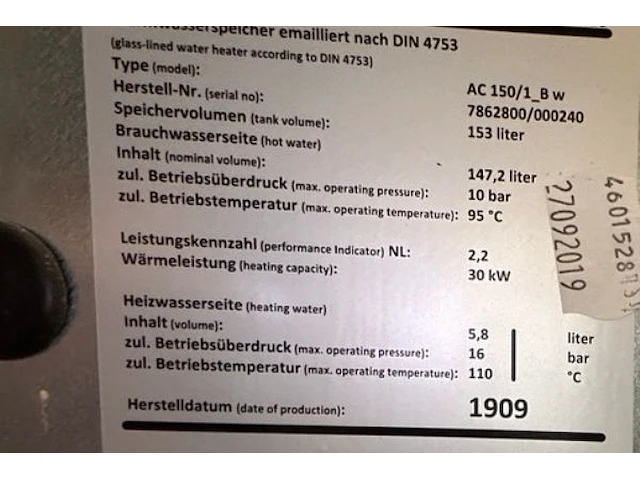 emailliert nach DIN 4753
(glass-lined water heater according to DIN 4753)
Type (model): AC 150/1_B w
Herstell-Nr. (serial no): 7862800/000240
Speichervolumen (tank volume): 153 liter
Brauchwasserseite (hot water)
Inhalt (nominal volume): 147,2 liter
zul. Betriebsüberdruck (max. operating pressure): 10 bar
zul. Betriebstemperatur (max. operating temperature): 95 °C
Leistungskennzahl (performance Indicator) NL: 2,2
Wärmeleistung (heating capacity): 30 kW
Heizwasserseite (heating water)
Inhalt (volume): 5,8 liter
zul. Betriebsüberdruck (max. operating pressure): 16 bar
zul. Betriebstemperatur (max. operating temperature): 110 °C
Herstelldatum (date of production): 1909
27092019